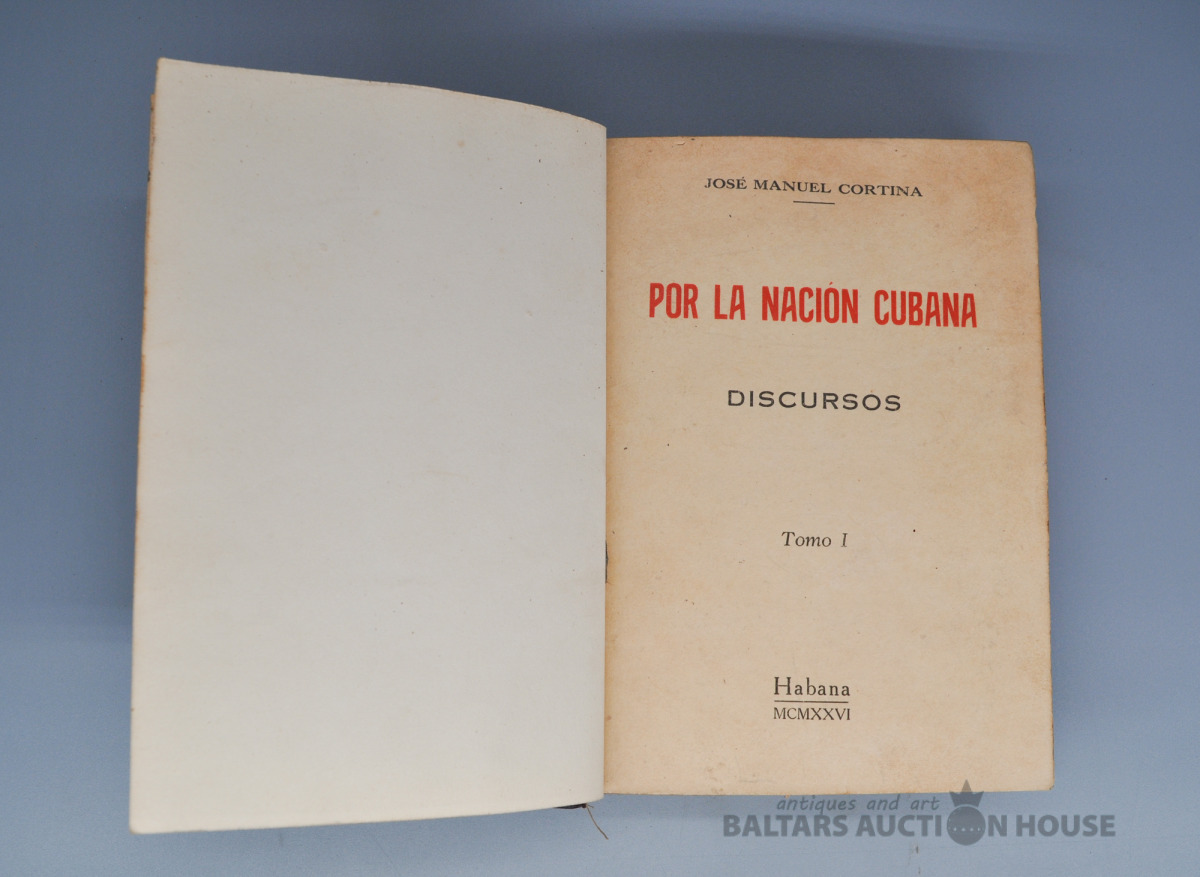 JOSÉ MANUEL CORTINA
POR LA NACIÓN CUBANA
DISCURSOS
Tomo I
Habana
MCMXXVI
antiques and art
BALTARS AUCTION HOUSE